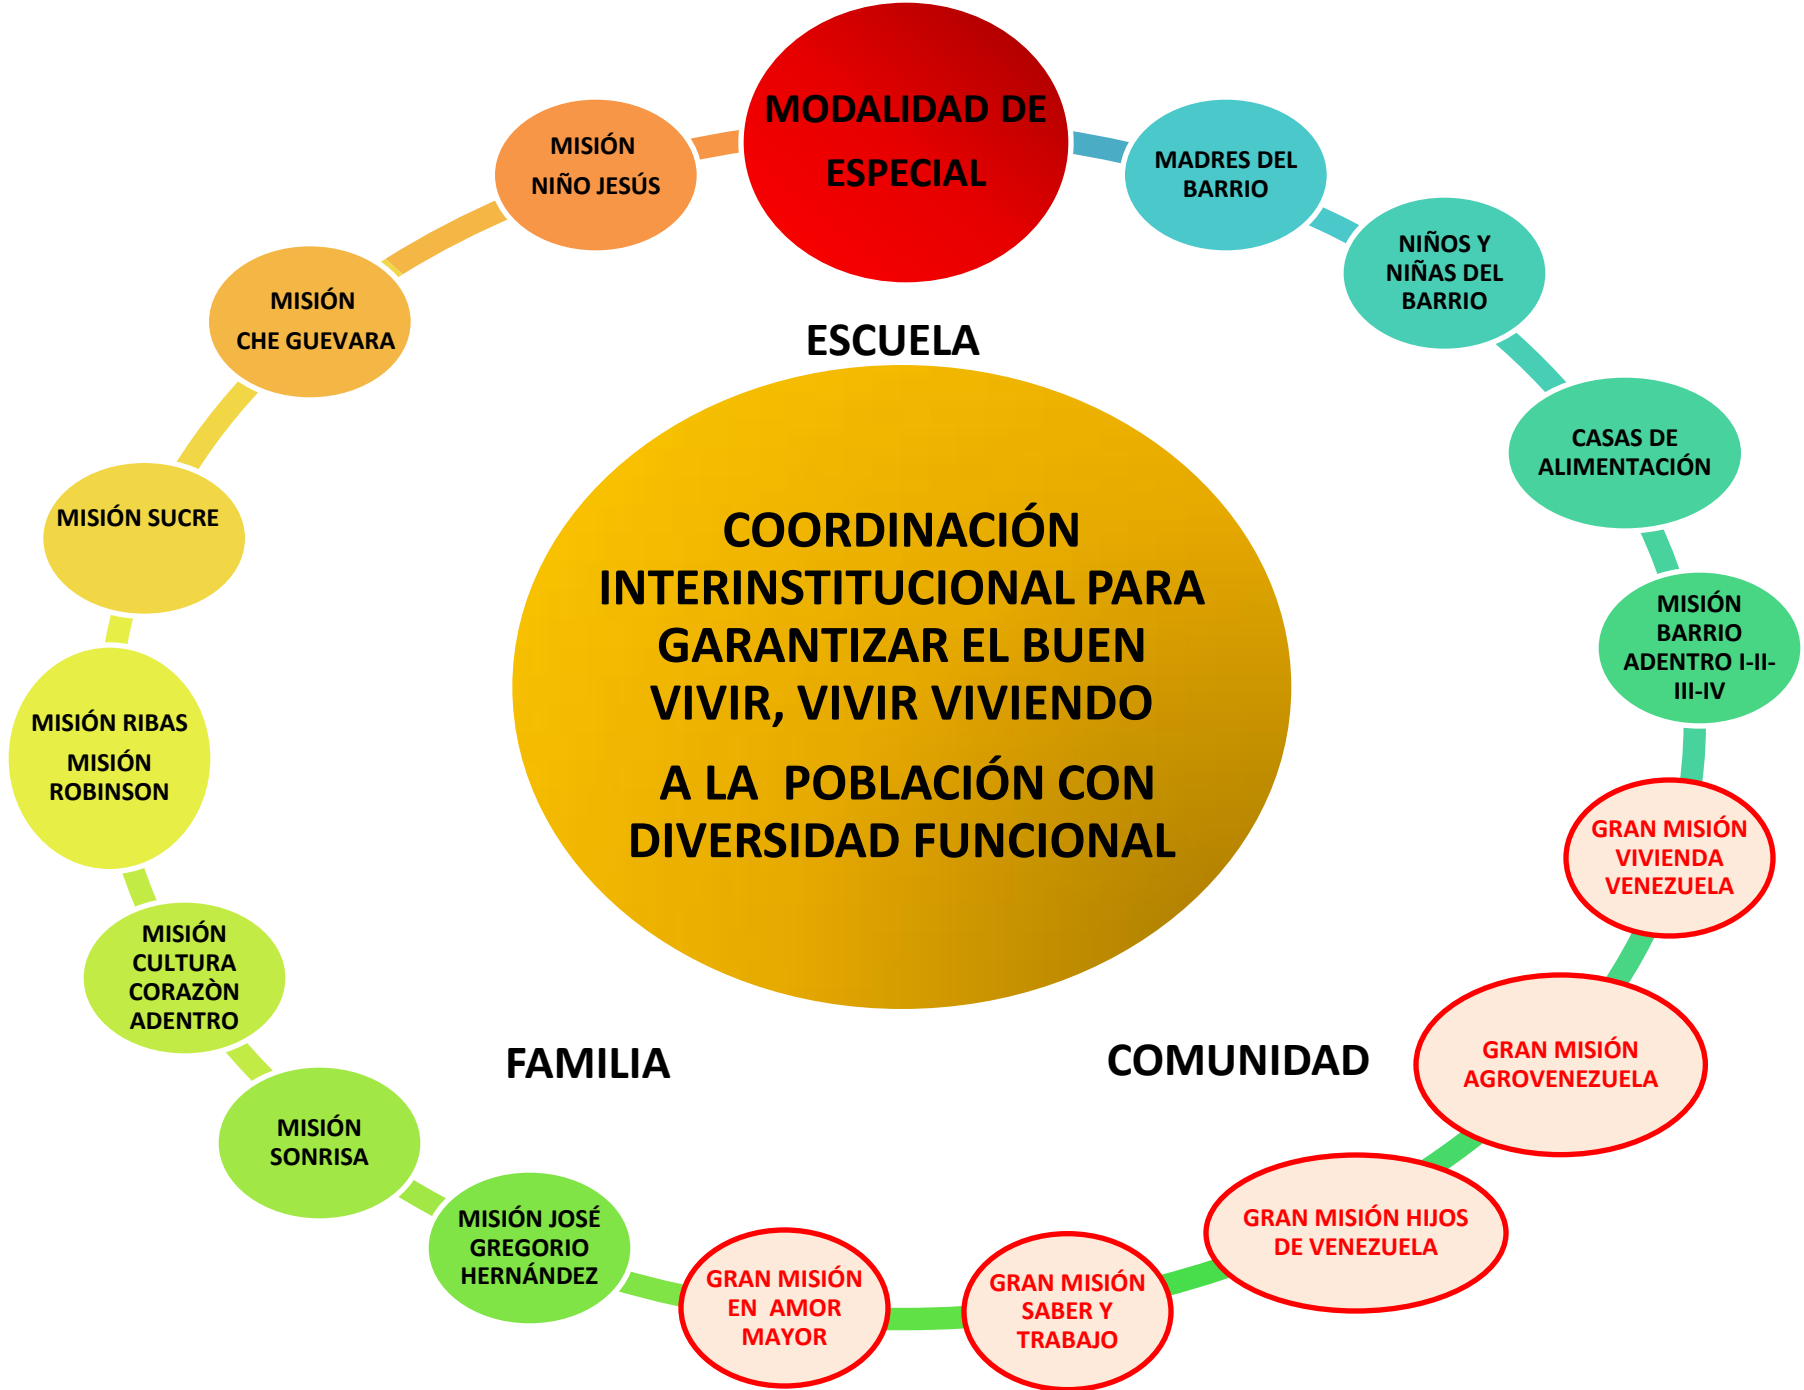 MODALIDAD DE
ESPECIAL
MADRES DEL
BARRIO
NIÑOS Y
NIÑAS DEL
BARRIO
CASAS DE
ALIMENTACIÓN
MISIÓN
BARRIO
ADENTRO I-II-
III-IV
GRAN MISIÓN
VIVIENDA
VENEZUELA
GRAN MISIÓN
AGROVENEZUELA
GRAN MISIÓN HIJOS
DE VENEZUELA
GRAN MISIÓN
SABER Y
TRABAJO
GRAN MISIÓN
EN  AMOR
MAYOR
MISIÓN JOSÉ
GREGORIO
HERNÁNDEZ
MISIÓN
SONRISA
MISIÓN
CULTURA
CORAZÒN
ADENTRO
MISIÓN RIBAS
MISIÓN
ROBINSON
MISIÓN SUCRE
MISIÓN
CHE GUEVARA
MISIÓN
NIÑO JESÚS
ESCUELA
COORDINACIÓN
INTERINSTITUCIONAL PARA
GARANTIZAR EL BUEN
VIVIR, VIVIR VIVIENDO
A LA  POBLACIÓN CON
DIVERSIDAD FUNCIONAL
FAMILIA
COMUNIDAD